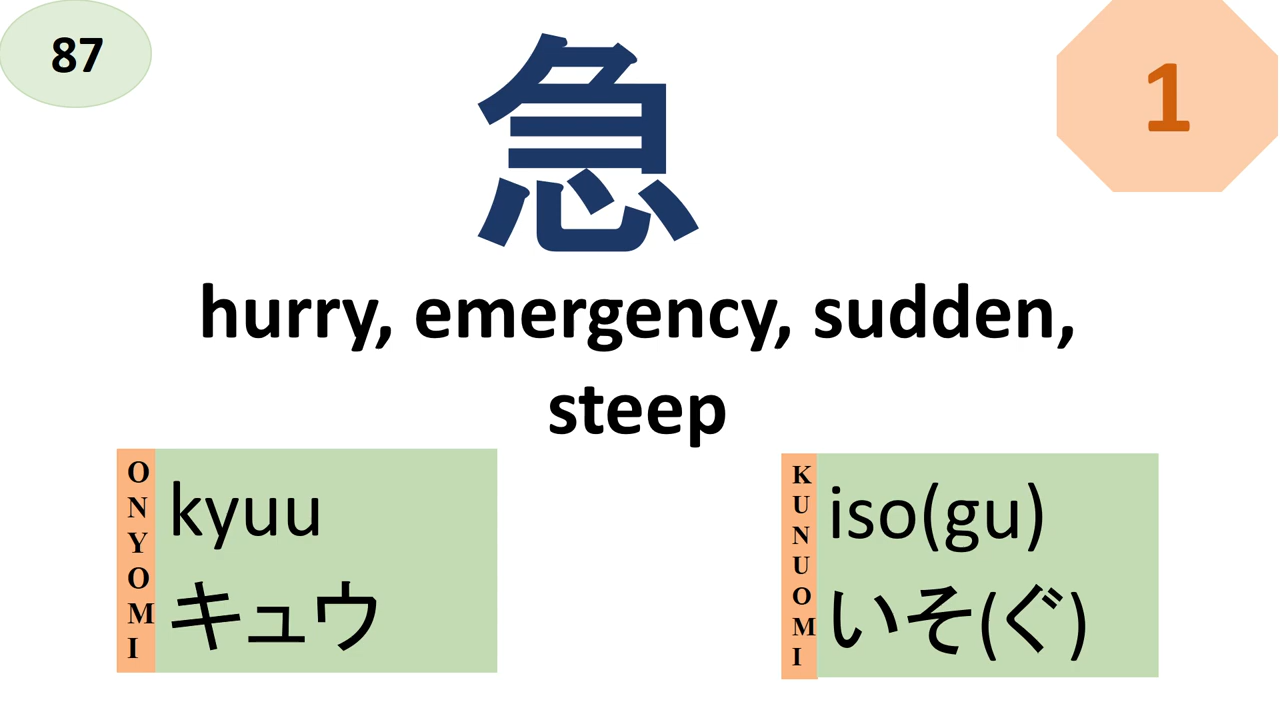 87
急
1
hurry, emergency, sudden,
steep
ONYOMI
kyuu
キュウ
KUNUOMI
iso(gu)
いそ(ぐ)